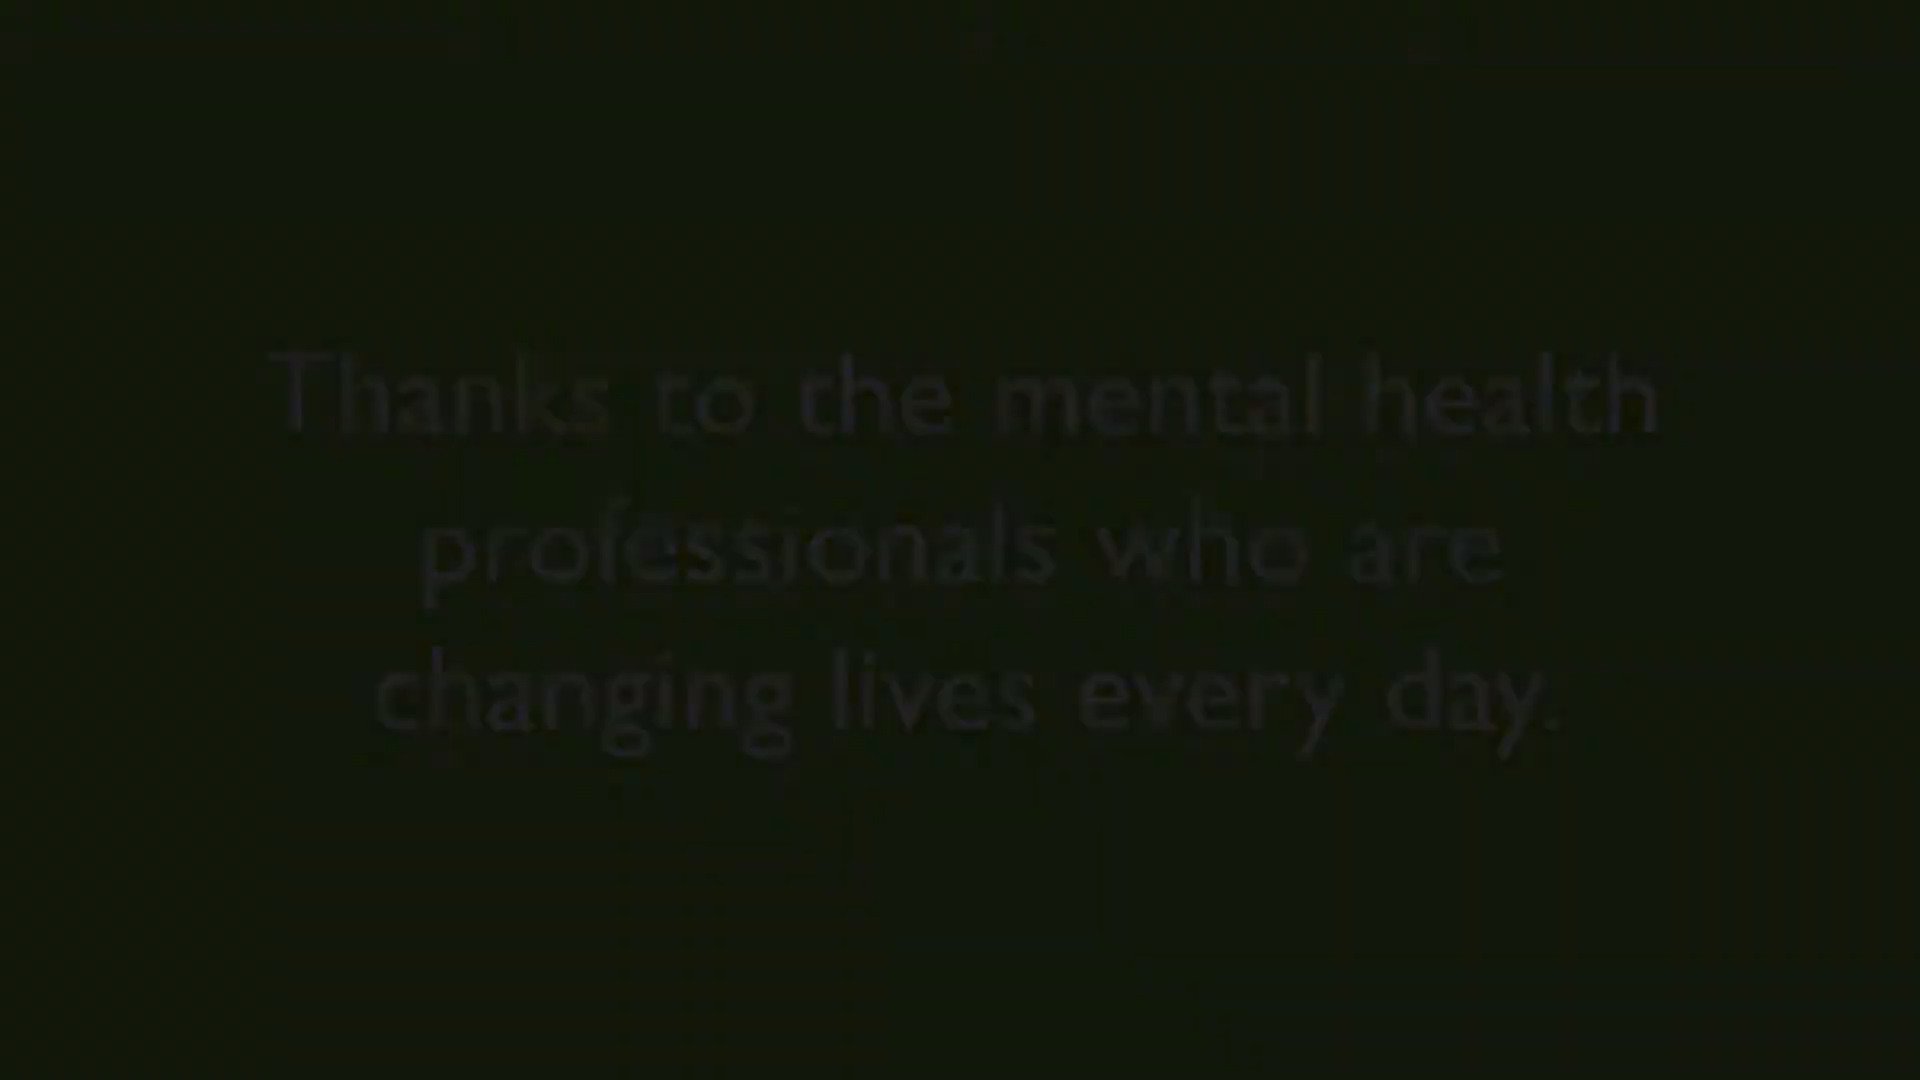 Thanks to the mental health
professionals who are
changing lives every day.